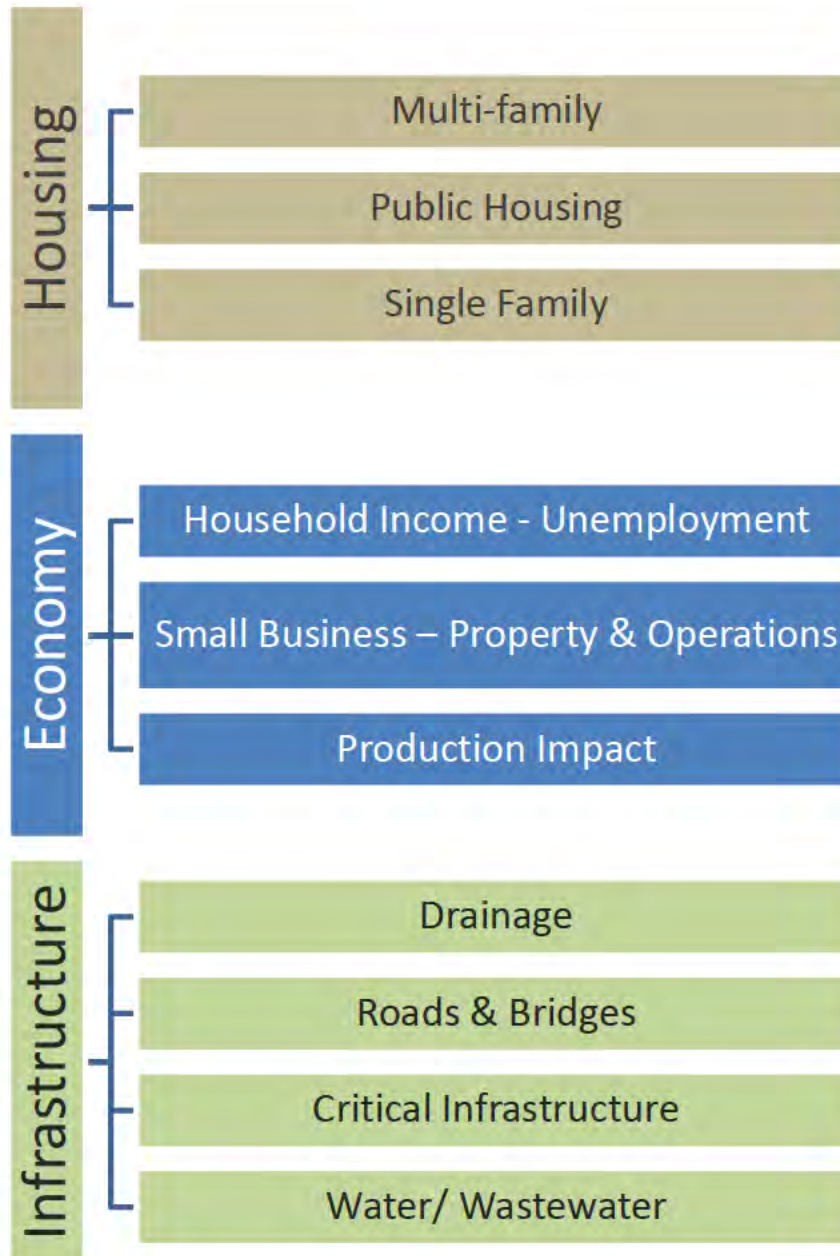 Housing
Multi-family
Public Housing
Single Family
Economy
Household Income - Unemployment
Small Business – Property & Operations
Production Impact
Infrastructure
Drainage
Roads & Bridges
Critical Infrastructure
Water/ Wastewater